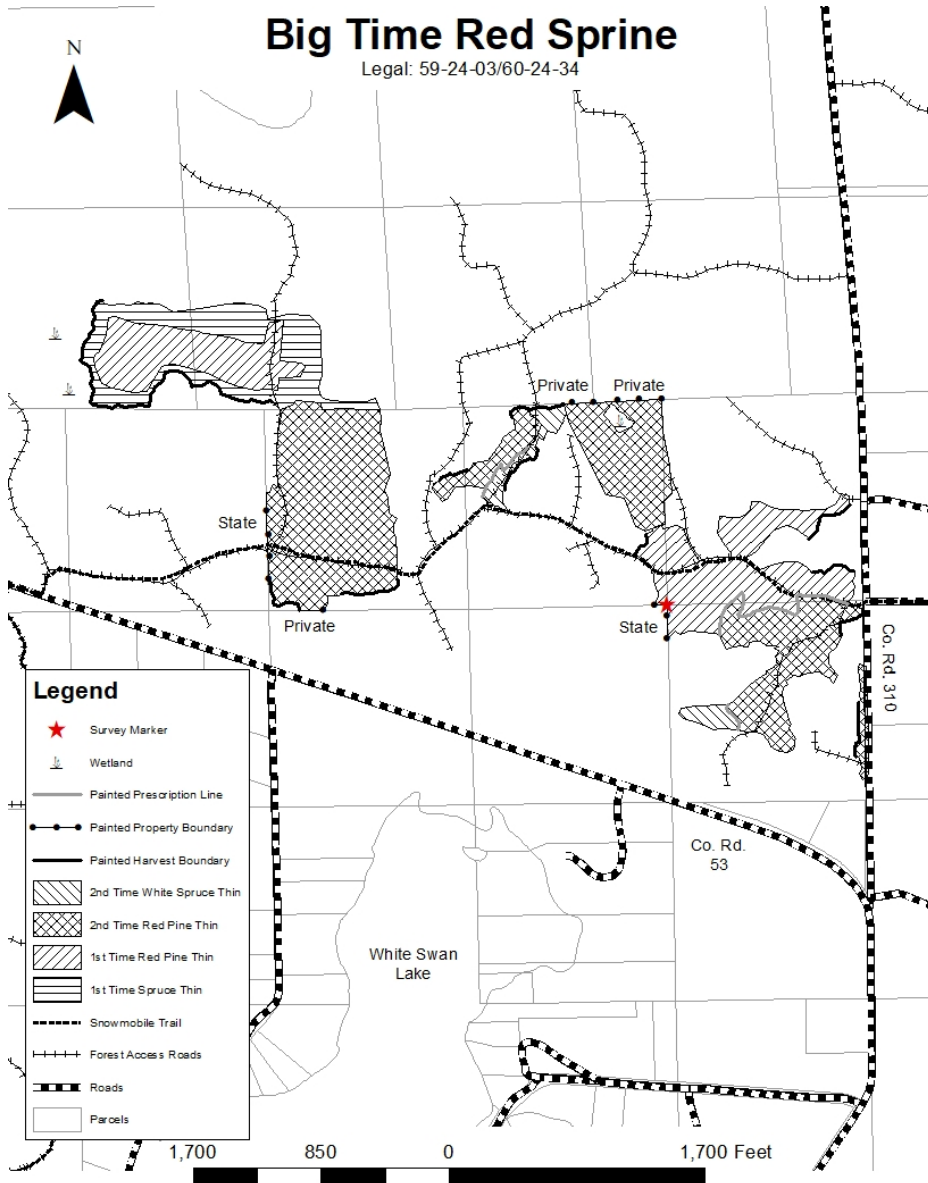 Big Time Red Sprine
Legal: 59-24-03/60-24-34
N
Private
Private
State
Private
State
Co. Rd. 310
Legend
Survey Marker
Wetland
Painted Prescription Line
Painted Property Boundary
Painted Harvest Boundary
2nd Time White Spruce Thin
2nd Time Red Pine Thin
1st Time Red Pine Thin
1st Time Spruce Thin
Snowmobile Trail
Forest Access Roads
Roads
Parcels
Co. Rd.
53
White Swan
Lake
1,700 850 0 1,700 Feet